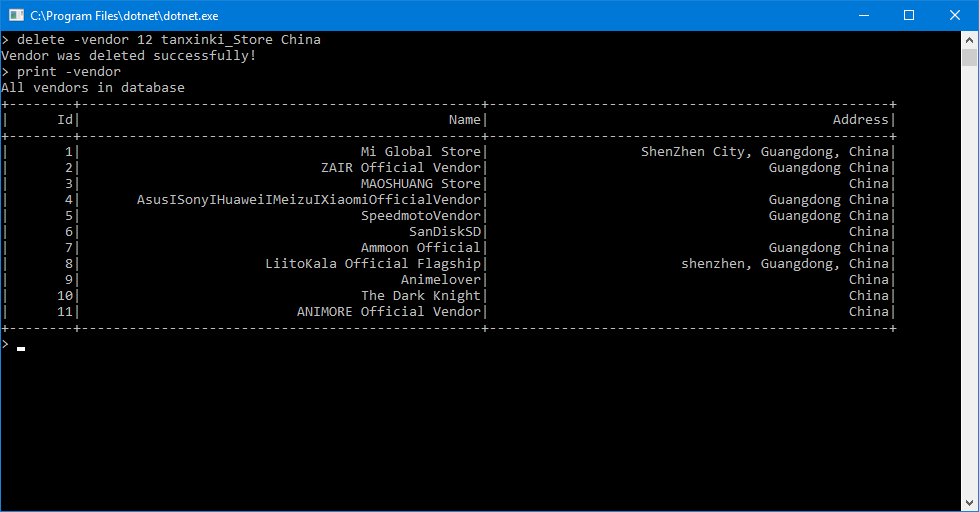 C:\Program Files\dotnet\dotnet.exe
> delete -vendor 12 tanxinki_Store China
Vendor was deleted successfully!
> print -vendor
All vendors in database
+--------+---------------------------------------------------+---------------------------------------------------+
| Id| Name| Address|
+--------+---------------------------------------------------+---------------------------------------------------+
| 1| Mi Global Store| ShenZhen City, Guangdong, China|
| 2| ZAIR Official Vendor| Guangdong China|
| 3| MAOSHUANG Store| China|
| 4| AsusISonyIHuaweiIMeizuIXiaomiOfficialVendor| Guangdong China|
| 5| SpeedmotoVendor| Guangdong China|
| 6| SanDiskSD| China|
| 7| Ammoon Official| Guangdong China|
| 8| LiitoKala Official Flagship| shenzhen, Guangdong, China|
| 9| Animelover| China|
| 10| The Dark Knight| China|
| 11| ANIMORE Official Vendor| China|
+--------+---------------------------------------------------+---------------------------------------------------+
>